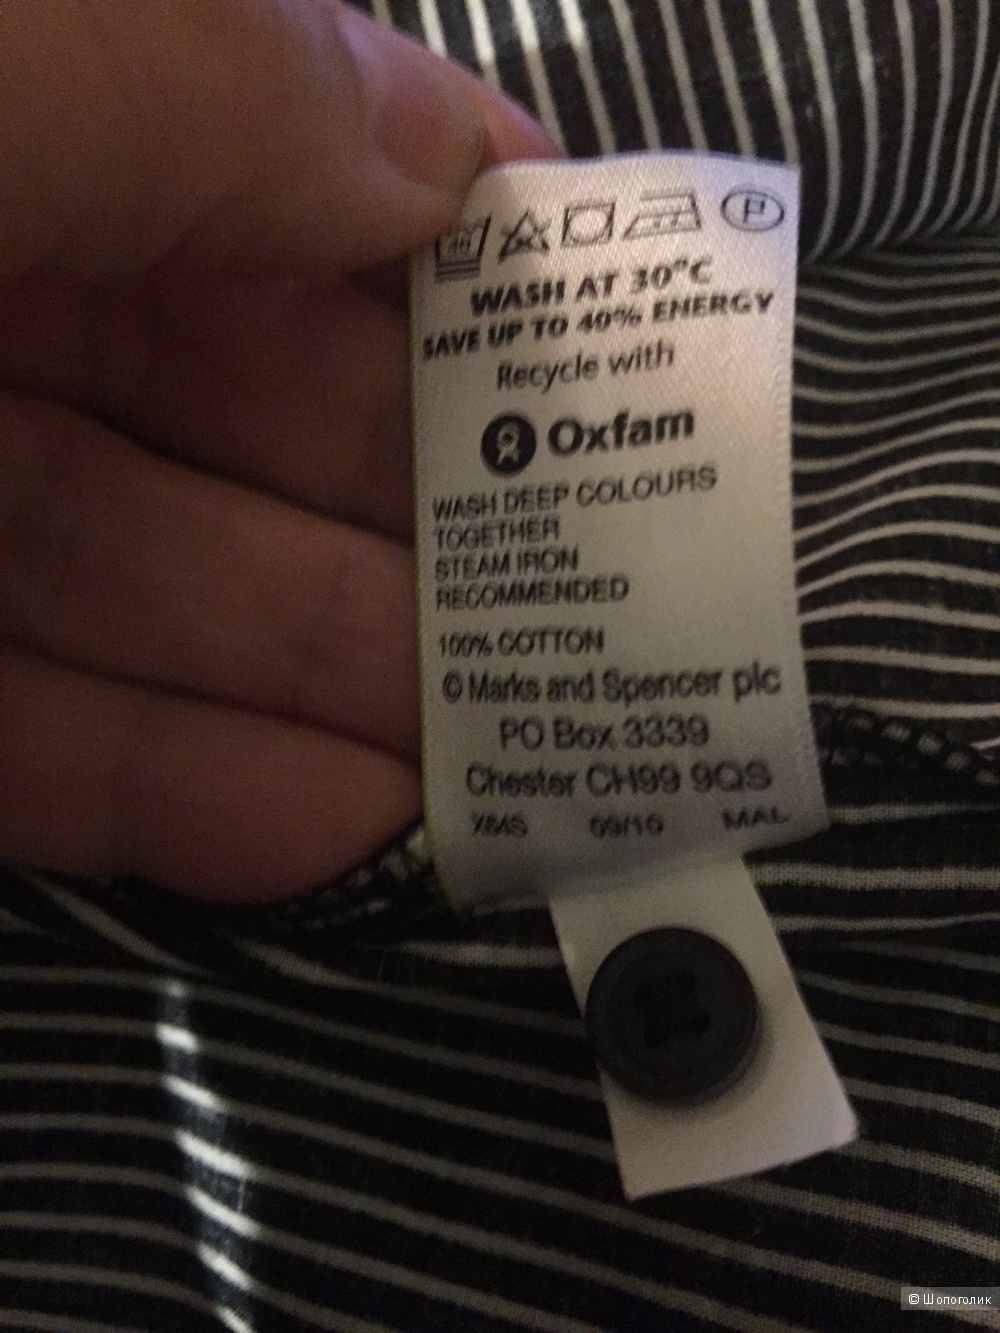 40
P
WASH AT 30°C
SAVE UP TO 40% ENERGY
Recycle with
Oxfam
WASH DEEP COLOURS
TOGETHER
STEAM IRON
RECOMMENDED
100% COTTON
© Marks and Spencer plc
PO Box 3339
Chester CH99 9QS
09/10 MAL
© Шопоголик